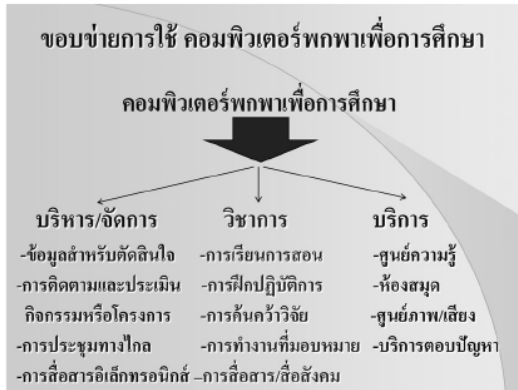 ขอบข่ายการใช้ คอมพิวเตอร์พกพาเพื่อการศึกษา
คอมพิวเตอร์พกพาเพื่อการศึกษา
บริหาร/จัดการ
-ข้อมูลสำหรับตัดสินใจ
-การติดตามและประเมิน
กิจกรรมหรือโครงการ
-การประชุมทางไกล
-การสื่อสารอิเล็กทรอนิกส์
วิชาการ
-การเรียนการสอน
-การฝึกปฏิบัติการ
-การค้นคว้าวิจัย
-การทำงานที่มอบหมาย
–การสื่อสาร/สื่อสังคม
บริการ
-ศูนย์ความรู้
-ห้องสมุด
-ศูนย์ภาพ/เสียง
-บริการตอบปัญหา